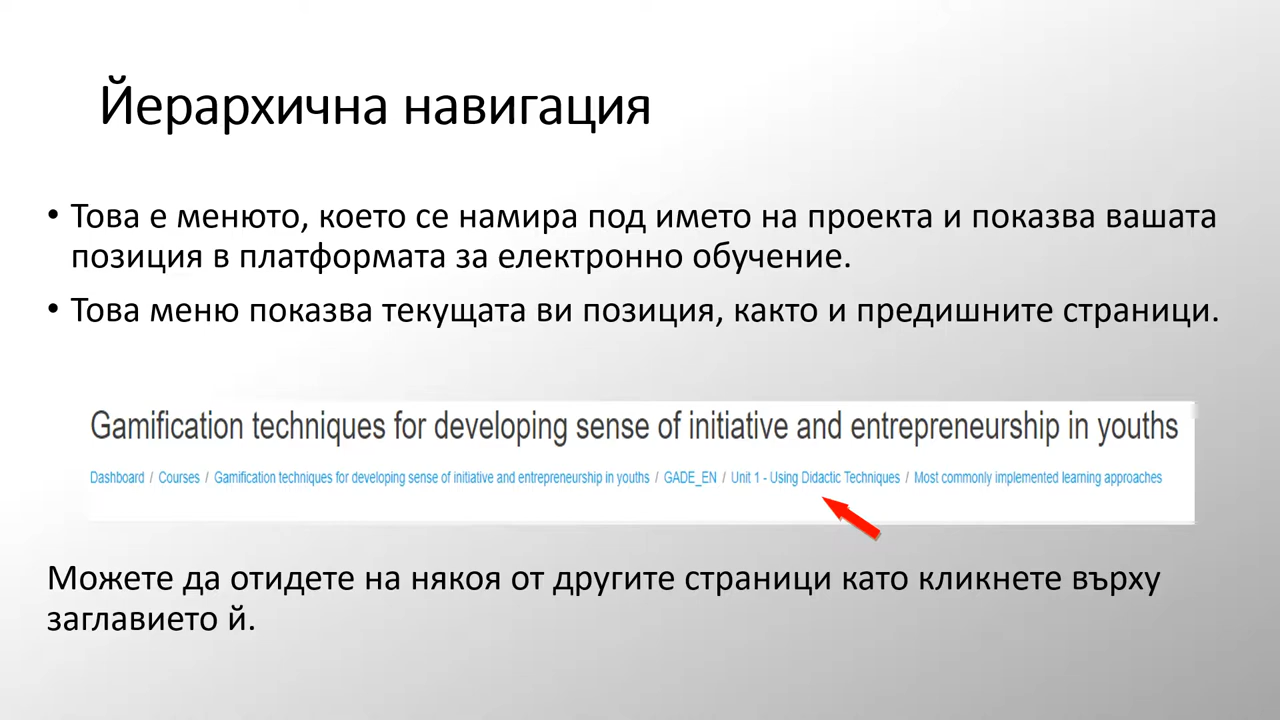 Йерархична навигация
• Това е менюто, което се намира под името на проекта и показва вашата
позиция в платформата за електронно обучение.
• Това меню показва текущата ви позиция, както и предишните страници.
Gamification techniques for developing sense of initiative and entrepreneurship in youths
Dashboard / Courses / Gamification techniques for developing sense of initiative and entrepreneurship in youths / GADE_EN / Unit 1 - Using Didactic Techniques / Most commonly implemented learning approaches
Можете да отидете на някоя от другите страници като кликнете върху
заглавието й.